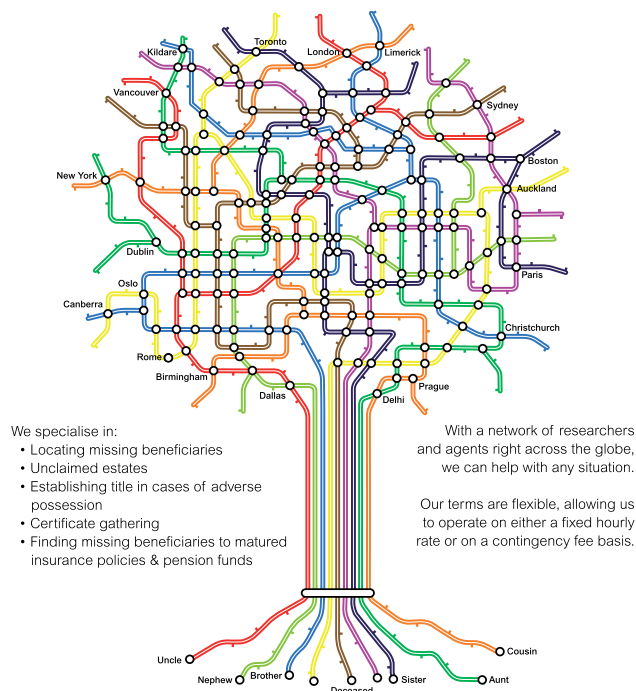 Kildare
Toronto
London
Limerick
Vancouver
Sydney
Boston
New York
Auckland
Dublin
Oslo
Paris
Canberra
Christchurch
Rome
Birmingham
Prague
Dallas
Delhi
We specialise in:
• Locating missing beneficiaries
• Unclaimed estates
• Establishing title in cases of adverse
possession
• Certificate gathering
• Finding missing beneficiaries to matured
insurance policies & pension funds
With a network of researchers
and agents right across the globe,
we can help with any situation.
Our terms are flexible, allowing us
to operate on either a fixed hourly
rate or on a contingency fee basis.
Uncle
Cousin
Nephew
Brother
Sister
Aunt
Deceased